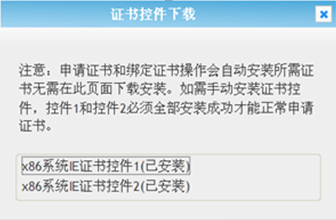 证书控件下载
注意：申请证书和绑定证书操作会自动安装所需证
书无需在此页面下载安装。如需手动安装证书控
件，控件1和控件2必须全部安装成功才能正常申请
证书。
x86系统IE证书控件1(已安装)
x86系统IE证书控件2(已安装)